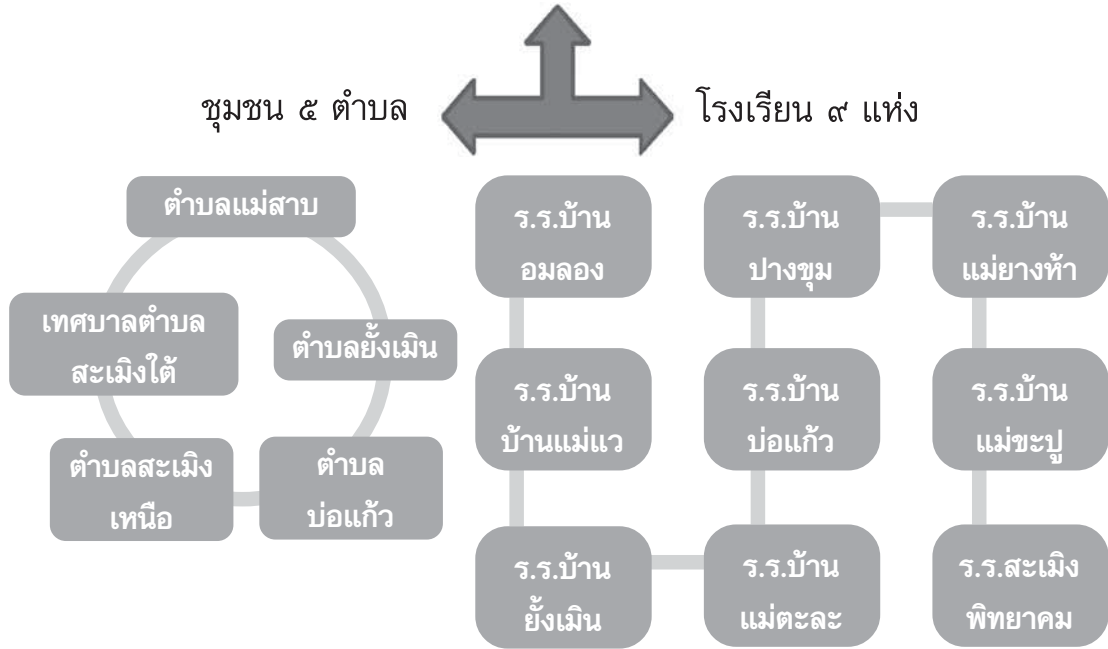 ชุมชน ๕ ตำบล
โรงเรียน ๙ แห่ง
ตำบลแม่สาบ
เทศบาลตำบล
สะเมิงใต้
ตำบลยั้งเมิน
ตำบลสะเมิง
เหนือ
ตำบล
บ่อแก้ว
ร.ร.บ้าน
อมลอง
ร.ร.บ้าน
บ้านแม่แว
ร.ร.บ้าน
ยั้งเมิน
ร.ร.บ้าน
แม่ตะละ
ร.ร.บ้าน
บ่อแก้ว
ร.ร.บ้าน
ปางขุม
ร.ร.บ้าน
แม่ยางห้า
ร.ร.บ้าน
แม่ขะปู
ร.ร.สะเมิง
พิทยาคม